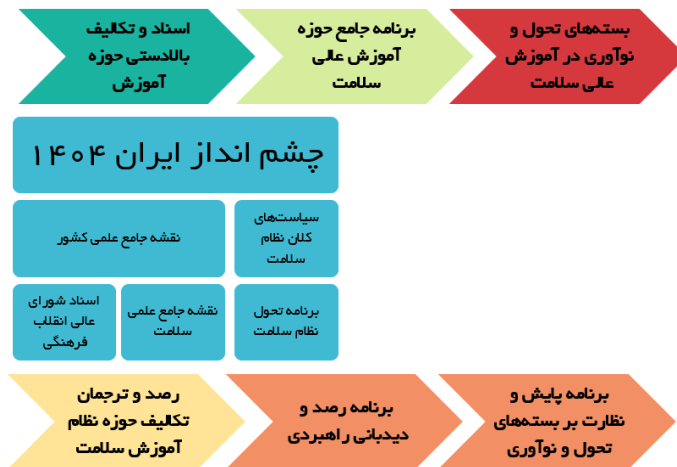 اسناد و تکالیف
بالادستی حوزه
آموزش
برنامه جامع حوزه
آموزش عالی
سلامت
بسته‌های تحول و
نوآوری در آموزش
عالی سلامت
چشم انداز ایران ۱۴۰۴
سیاست‌های
کلان نظام
سلامت
نقشه جامع علمی کشور
برنامه تحول
نظام سلامت
نقشه جامع علمی
سلامت
اسناد شورای
عالی انقلاب
فرهنگی
رصد و ترجمان
تکالیف حوزه نظام
آموزش سلامت
برنامه رصد و
دیدبانی راهبردی
برنامه پایش و
نظارت بر بسته‌های
تحول و نوآوری